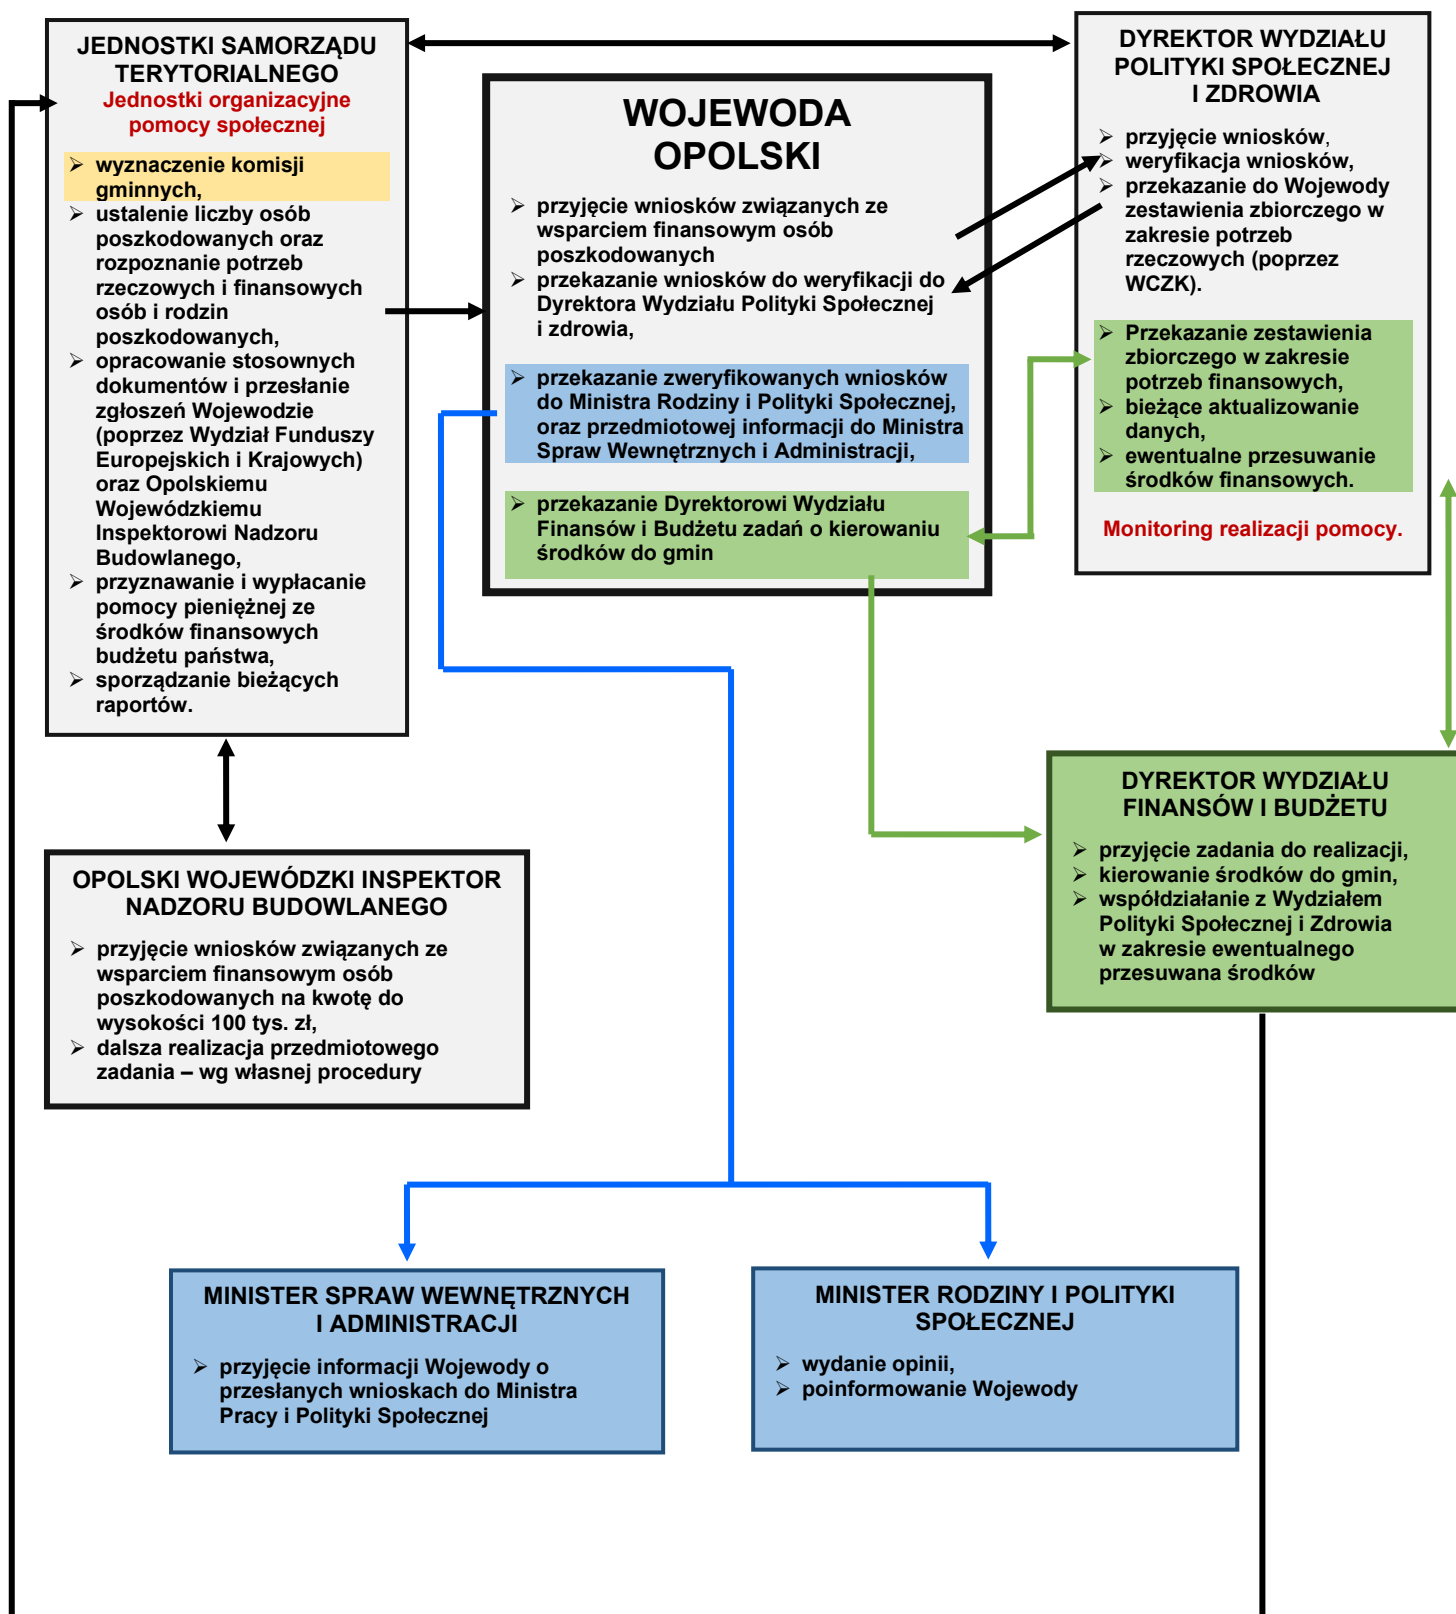 JEDNOSTKI SAMORZĄDU
TERYTORIALNEGO
Jednostki organizacyjne
pomocy społecznej
wyznaczenie komisji
gminnych,
ustalenie liczby osób
poszkodowanych oraz
rozpoznanie potrzeb
rzeczowych i finansowych
osób i rodzin
poszkodowanych,
opracowanie stosownych
dokumentów i przesłanie
zgłoszeń Wojewodzie
(poprzez Wydział Funduszy
Europejskich i Krajowych)
oraz Opolskiemu
Wojewódzkiemu
Inspektorowi Nadzoru
Budowlanego,
przyznawanie i wypłacanie
pomocy pieniężnej ze
środków finansowych
budżetu państwa,
sporządzanie bieżących
raportów.
WOJEWODA
OPOLSKI
przyjęcie wniosków związanych ze
wsparciem finansowym osób
poszkodowanych
przekazanie wniosków do weryfikacji do
Dyrektora Wydziału Polityki Społecznej
i zdrowia,
przekazanie zweryfikowanych wniosków
do Ministra Rodziny i Polityki Społecznej,
oraz przedmiotowej informacji do Ministra
Spraw Wewnętrznych i Administracji,
przekazanie Dyrektorowi Wydziału
Finansów i Budżetu zadań o kierowaniu
środków do gmin
DYREKTOR WYDZIAŁU
POLITYKI SPOŁECZNEJ
I ZDROWIA
przyjęcie wniosków,
weryfikacja wniosków,
przekazanie do Wojewody
zestawienia zbiorczego w
zakresie potrzeb
rzeczowych (poprzez
WCZK).
Przekazanie zestawienia
zbiorczego w zakresie
potrzeb finansowych,
bieżące aktualizowanie
danych,
ewentualne przesuwanie
środków finansowych.
Monitoring realizacji pomocy.
DYREKTOR WYDZIAŁU
FINANSÓW I BUDŻETU
przyjęcie zadania do realizacji,
kierowanie środków do gmin,
współdziałanie z Wydziałem
Polityki Społecznej i Zdrowia
w zakresie ewentualnego
przesuwana środków
OPOLSKI WOJEWÓDZKI INSPEKTOR
NADZORU BUDOWLANEGO
przyjęcie wniosków związanych ze
wsparciem finansowym osób
poszkodowanych na kwotę do
wysokości 100 tys. zł,
dalsza realizacja przedmiotowego
zadania – wg własnej procedury
MINISTER SPRAW WEWNĘTRZNYCH
I ADMINISTRACJI
przyjęcie informacji Wojewody o
przesłanych wnioskach do Ministra
Pracy i Polityki Społecznej
MINISTER RODZINY I POLITYKI
SPOŁECZNEJ
wydanie opinii,
poinformowanie Wojewody